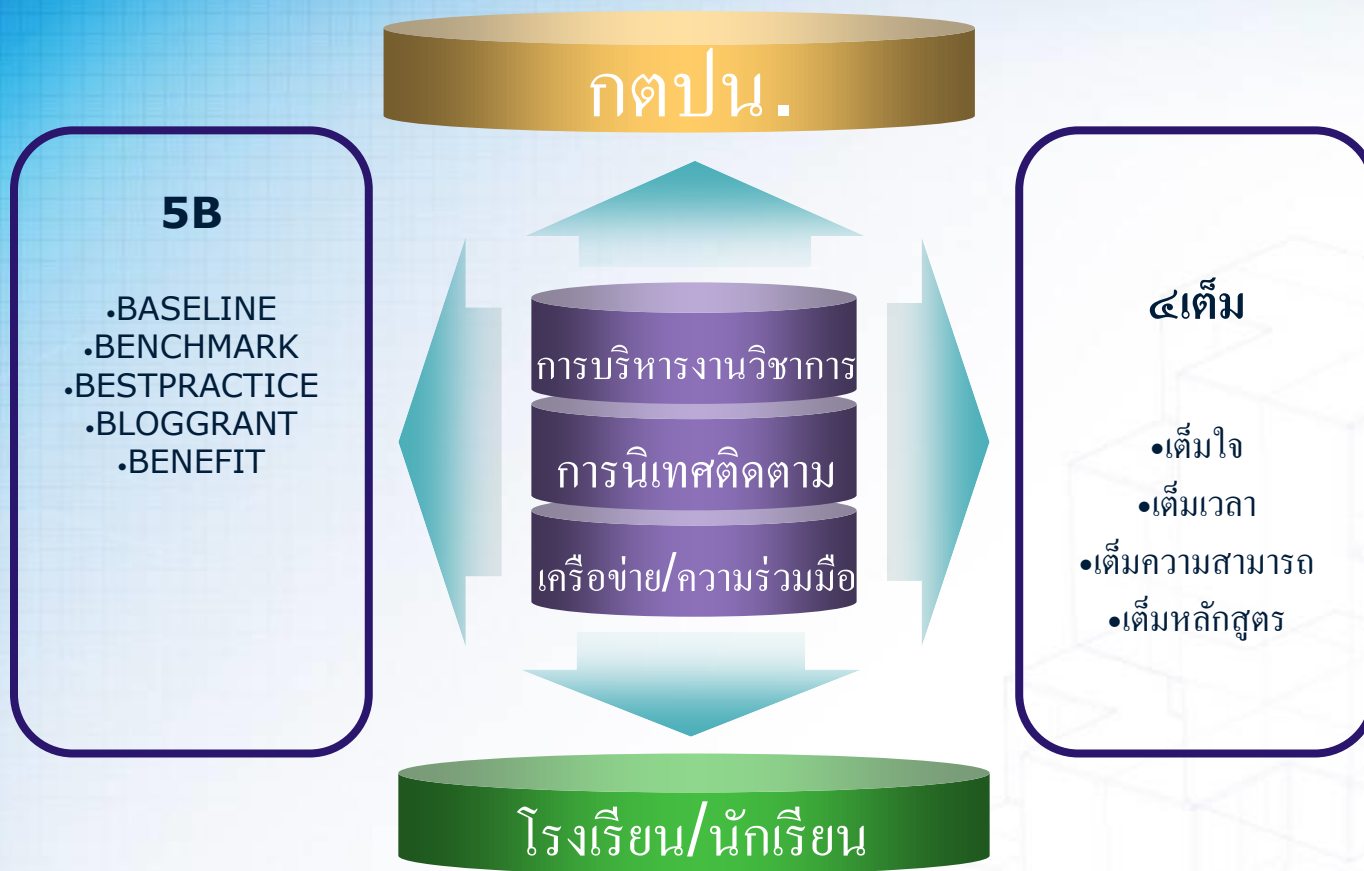 กตปน.
5B
•BASELINE
•BENCHMARK
•BESTPRACTICE
•BLOGGRANT
•BENEFIT
การบริหารงานวิชาการ
การนิเทศติดตาม
เครือข่าย/ความร่วมมือ
๔เต็ม
•เต็มใจ
•เต็มเวลา
•เต็มความสามารถ
•เต็มหลักสูตร
โรงเรียน/นักเรียน